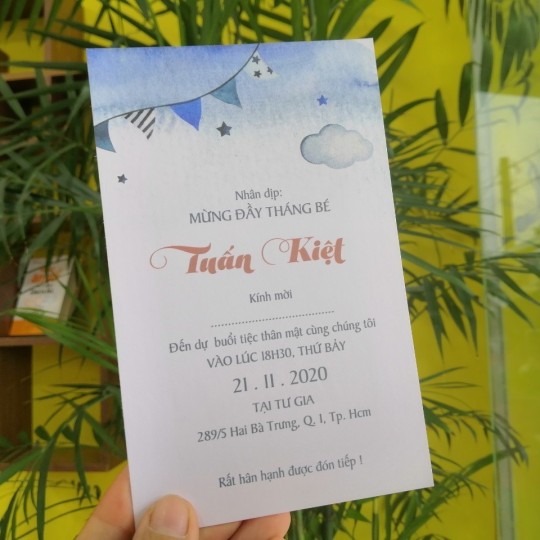 Nhân dịp:
MỪNG ĐẦY THÁNG BÉ
Tuấn Kiệt
Kính mời
....................................
Đến dự buổi tiệc thân mật cùng chúng tôi
VÀO LÚC 18H30, THỨ BẢY
21 . 11 . 2020
TẠI TƯ GIA
289/5 Hai Bà Trưng, Q. 1, Tp. Hcm
Rất hân hạnh được đón tiếp !